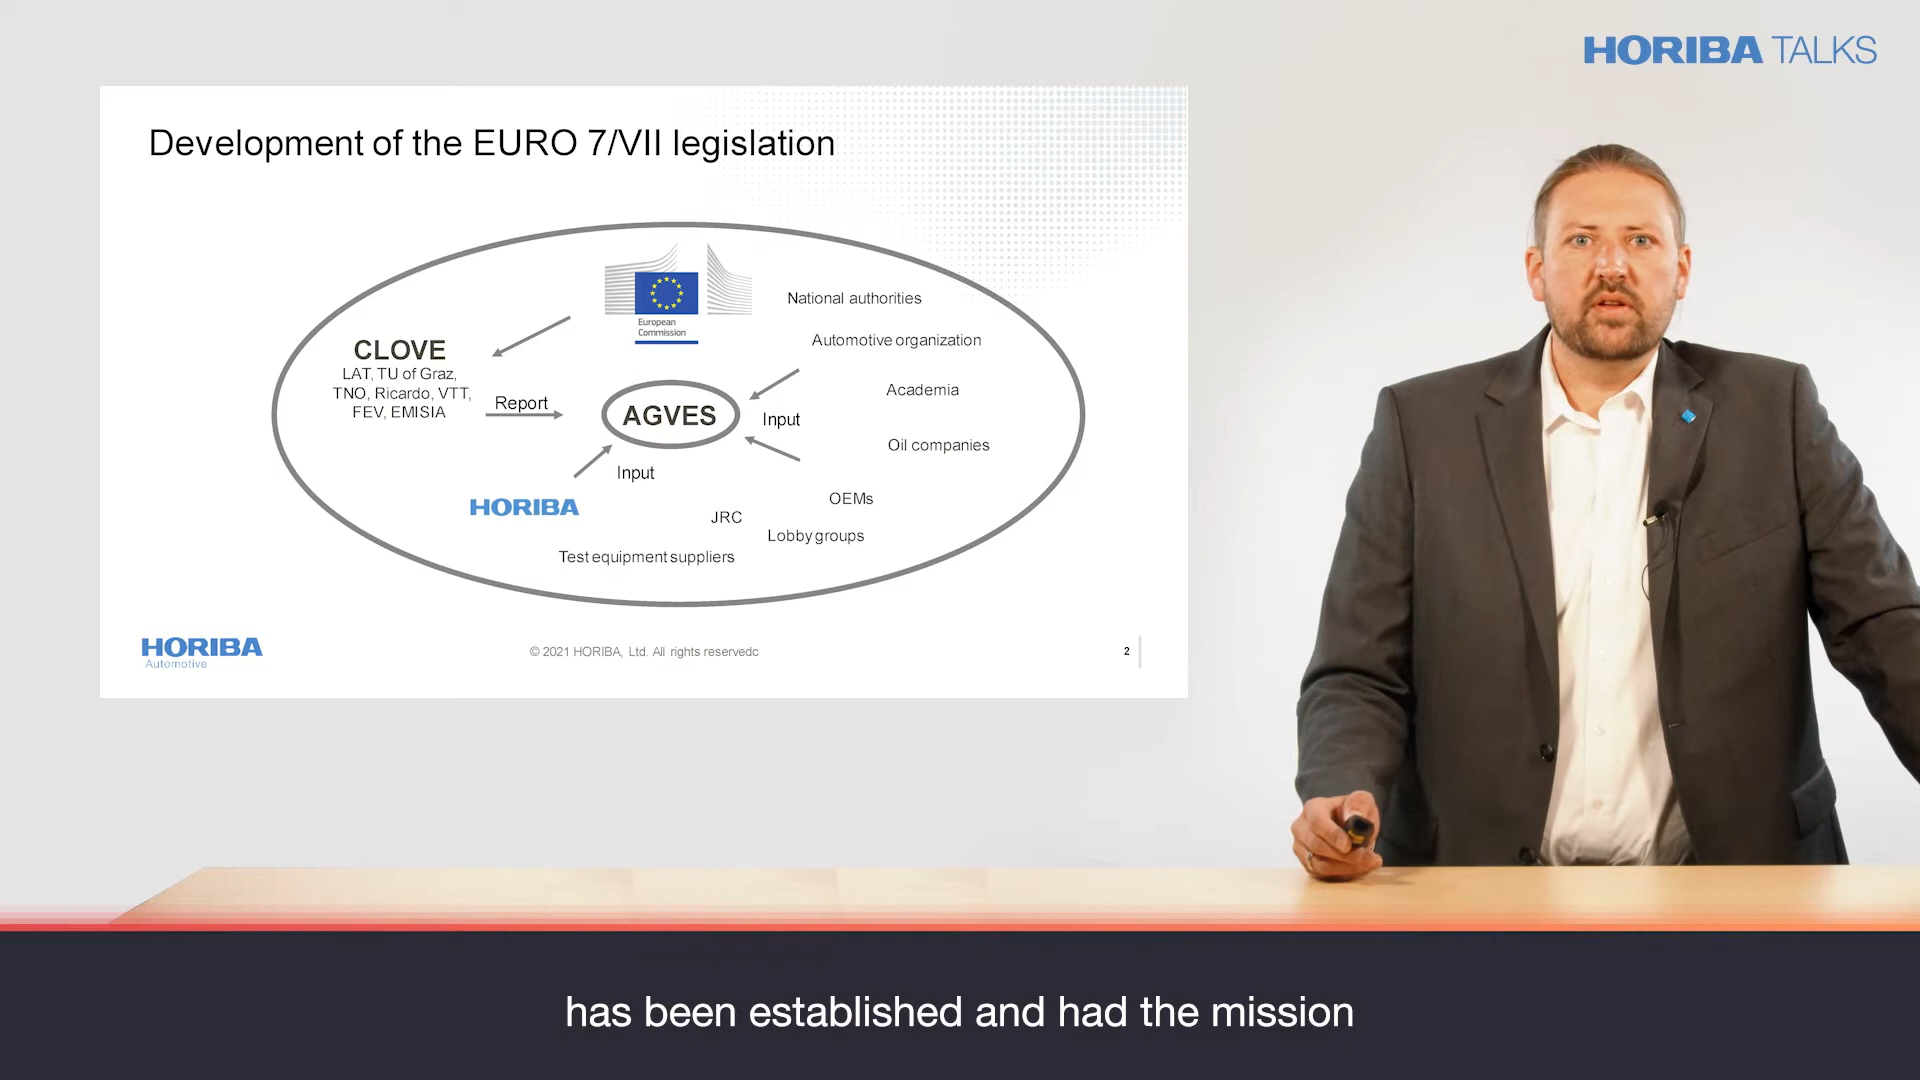 HORIBA TALKS
Development of the EURO 7/VII legislation
European
Commission
National authorities
Automotive organization
CLOVE
LAT, TU of Graz,
TNO, Ricardo, VTT,
FEV, EMISIA
Report
AGVES
Input
Academia
Oil companies
Input
HORIBA
OEMs
JRC
Lobby groups
Test equipment suppliers
HORIBA
Automotive
© 2021 HORIBA, Ltd. All rights reservedc
2
has been established and had the mission